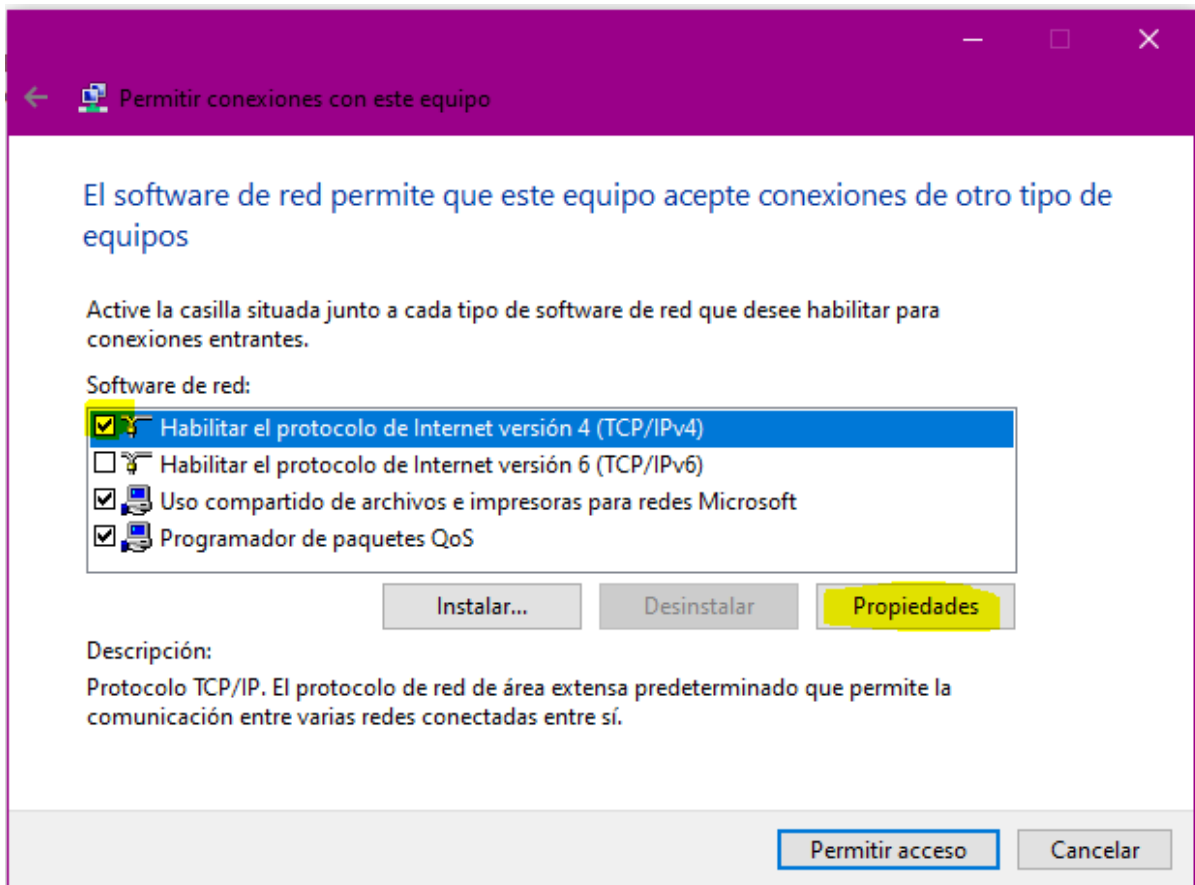 Permitir conexiones con este equipo
El software de red permite que este equipo acepte conexiones de otro tipo de
equipos
Active la casilla situada junto a cada tipo de software de red que desee habilitar para
conexiones entrantes.
Software de red:
Habilitar el protocolo de Internet versión 4 (TCP/IPv4)
Habilitar el protocolo de Internet versión 6 (TCP/IPv6)
Uso compartido de archivos e impresoras para redes Microsoft
Programador de paquetes QoS
Instalar... Desinstalar Propiedades
Descripción:
Protocolo TCP/IP. El protocolo de red de área extensa predeterminado que permite la
comunicación entre varias redes conectadas entre sí.
Permitir acceso Cancelar